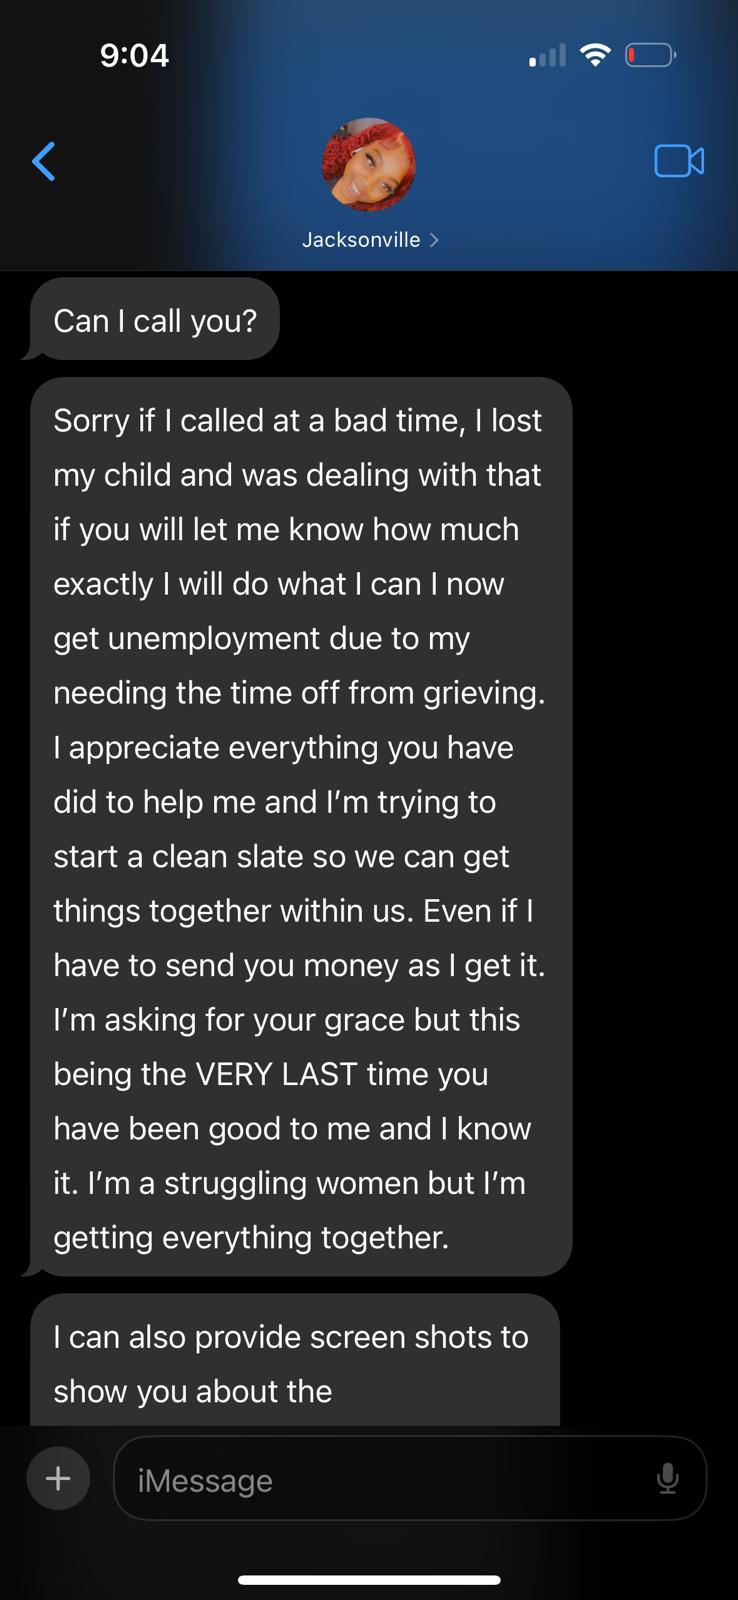 9:04
Jacksonville
Can I call you?
Sorry if I called at a bad time, I lost
my child and was dealing with that
if you will let me know how much
exactly I will do what I can I now
get unemployment due to my
needing the time off from grieving.
I appreciate everything you have
did to help me and I’m trying to
start a clean slate so we can get
things together within us. Even if I
have to send you money as I get it.
I’m asking for your grace but this
being the VERY LAST time you
have been good to me and I know
it. I’m a struggling women but I’m
getting everything together.
I can also provide screen shots to
show you about the
iMessage